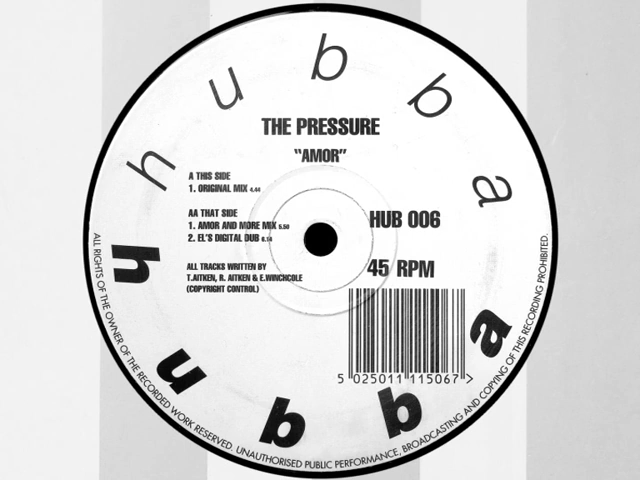 hubba
THE PRESSURE
"AMOR"
A THIS SIDE
1. ORIGINAL MIX 4.44
AA THAT SIDE
1. AMOR AND MORE MIX 5.50
2. EL'S DIGITAL DUB 6.14
HUB 006
45 RPM
ALL TRACKS WRITTEN BY
T.AITKEN, R. AITKEN & E.WINCHCOLE
(COPYRIGHT CONTROL)
5 025011 115067 >
hubba
ALL RIGHTS OF THE OWNER OF THE RECORDED WORK RESERVED. UNAUTHORISED PUBLIC PERFORMANCE, BROADCASTING AND COPYING OF THIS RECORDING PROHIBITED.